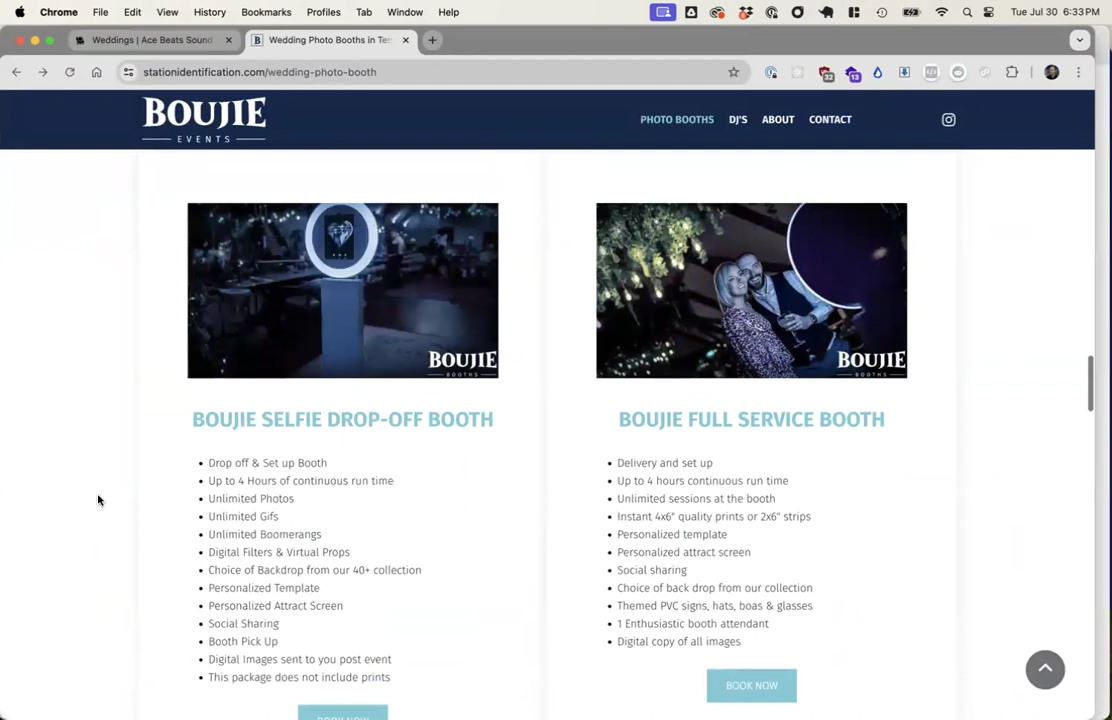 Chrome File Edit View History Bookmarks Profiles Tab Window Help Tue Jul 30 6:33 PM
Weddings | Ace Beats Sound
B Wedding Photo Booths in Ten
stationidentification.com/wedding-photo-booth
32 13
BOUJIE
EVENTS
PHOTO BOOTHS DJ'S ABOUT CONTACT
BOUJIE
BOOTHS
BOUJIE
BOOTHS
BOUJIE SELFIE DROP-OFF BOOTH
Drop off & Set up Booth
Up to 4 Hours of continuous run time
Unlimited Photos
Unlimited Gifs
Unlimited Boomerangs
Digital Filters & Virtual Props
Choice of Backdrop from our 40+ collection
Personalized Template
Personalized Attract Screen
Social Sharing
Booth Pick Up
Digital Images sent to you post event
This package does not include prints
BOOK NOW
BOUJIE FULL SERVICE BOOTH
Delivery and set up
Up to 4 hours continuous run time
Unlimited sessions at the booth
Instant 4x6" quality prints or 2x6" strips
Personalized template
Personalized attract screen
Social sharing
Choice of back drop from our collection
Themed PVC signs, hats, boas & glasses
1 Enthusiastic booth attendant
Digital copy of all images
BOOK NOW